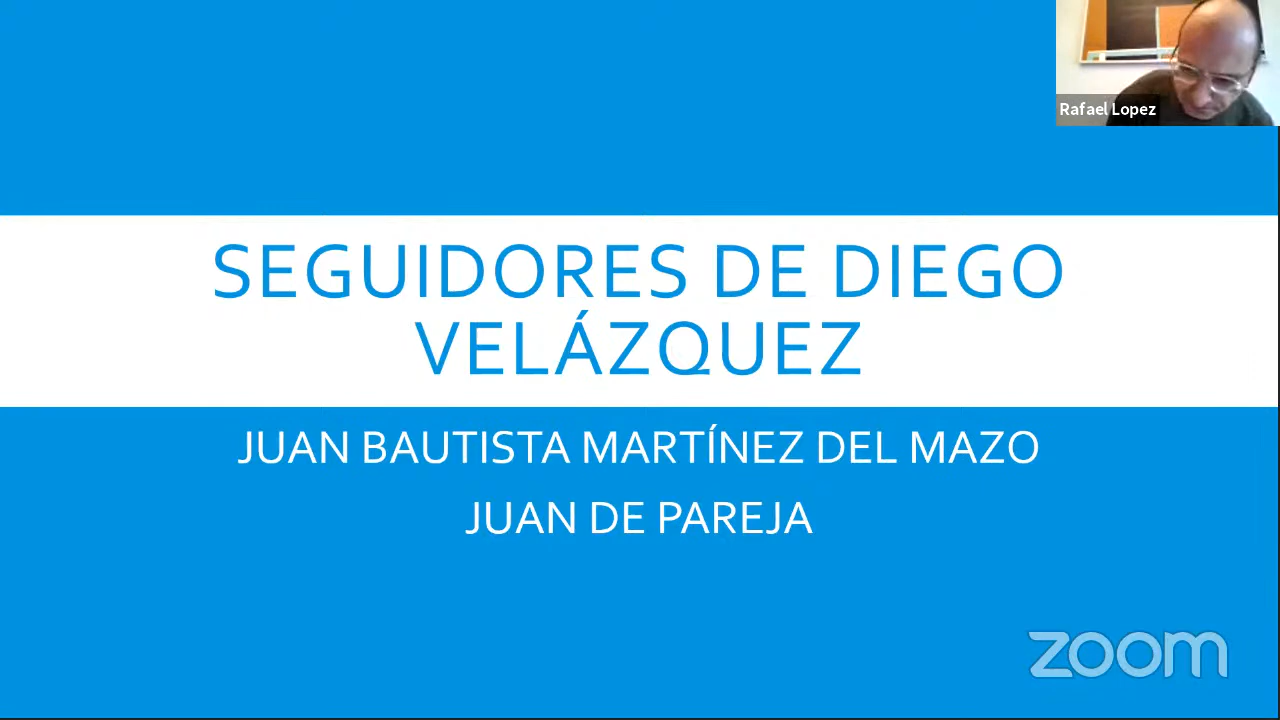 Rafael Lopez
SEGUIDORES DE DIEGO
VELÁZQUEZ
JUAN BAUTISTA MARTÍNEZ DEL MAZO
JUAN DE PAREJA
zoom